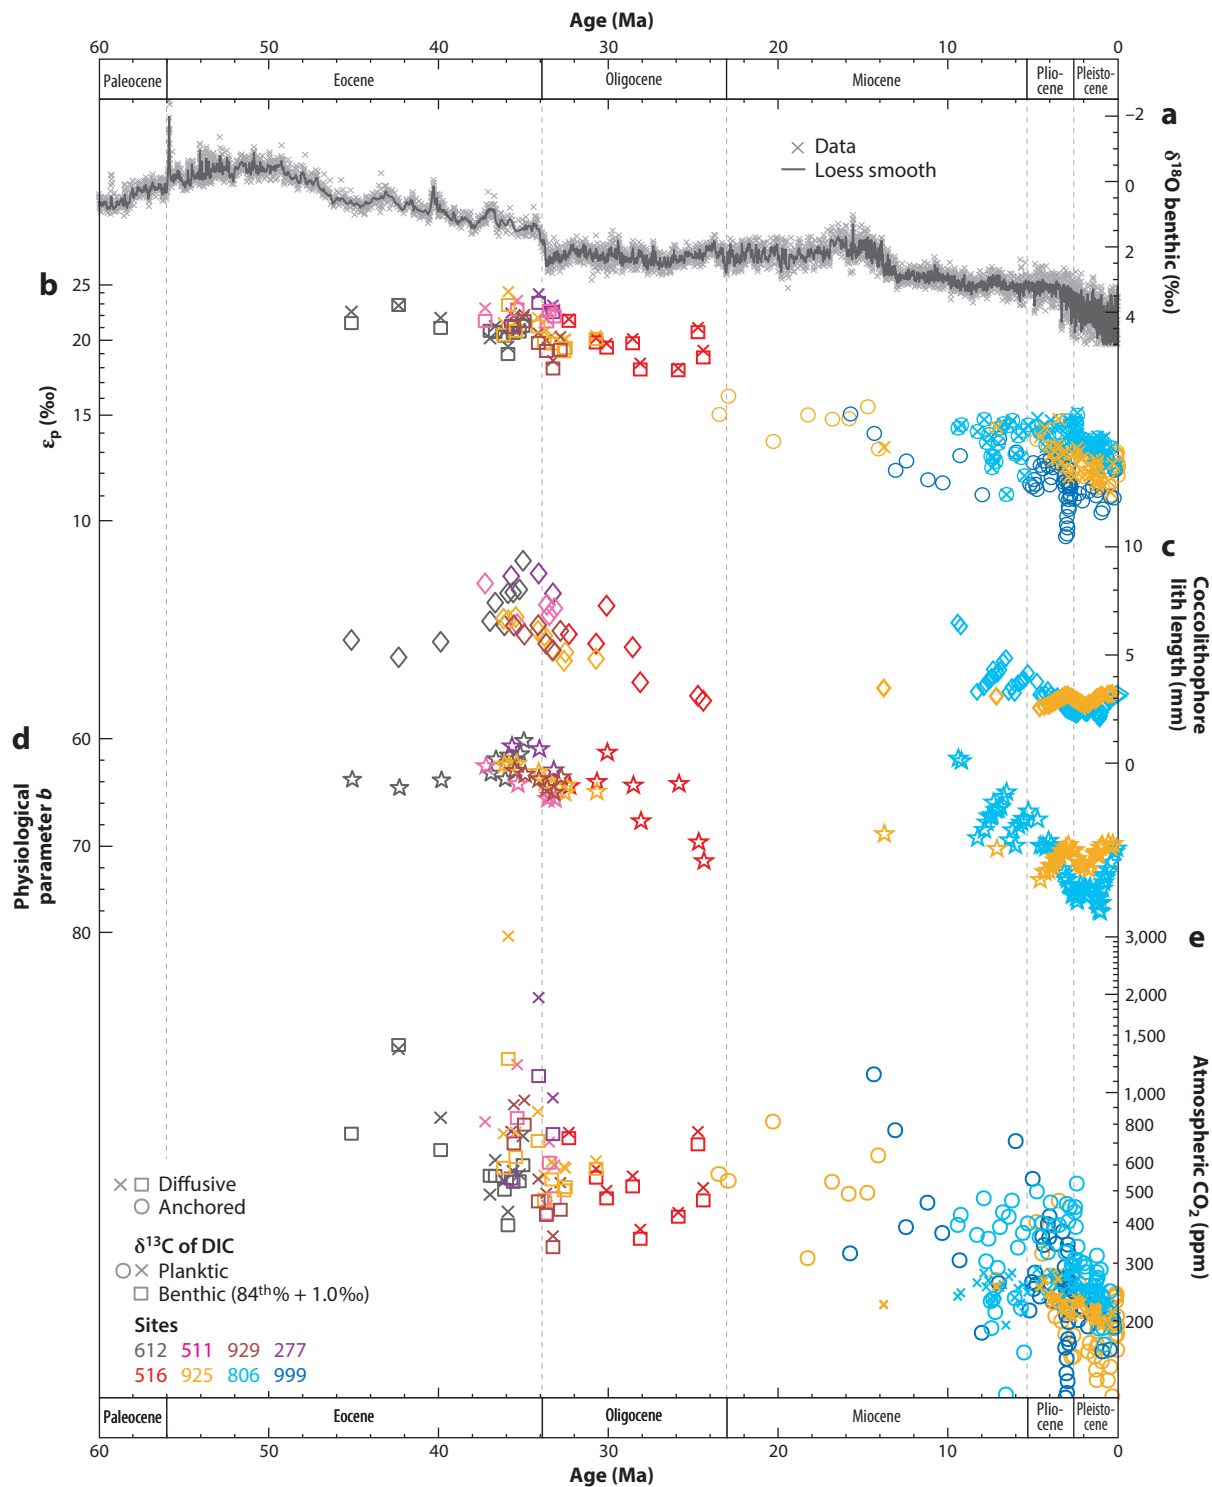 Age (Ma)
60 50 40 30 20 10 0
Paleocene Eocene Oligocene Miocene Plio-
cene Pleisto-
cene
a
δ¹⁸O benthic (‰)
−2
0
2
4
× Data
— Loess smooth
b
εp (‰)
25
20
15
10
c
Coccolithophore
lith length (mm)
10
5
0
d
Physiological
parameter b
60
70
80
e
Atmospheric CO₂ (ppm)
3,000
2,000
1,500
1,000
800
600
500
400
300
200
Diffusive
Anchored
δ¹³C of DIC
Planktic
Benthic (84th% + 1.0‰)
Sites
612 511 929 277
516 925 806 999
Paleocene Eocene Oligocene Miocene Plio-
cene Pleisto-
cene
60 50 40 30 20 10 0
Age (Ma)